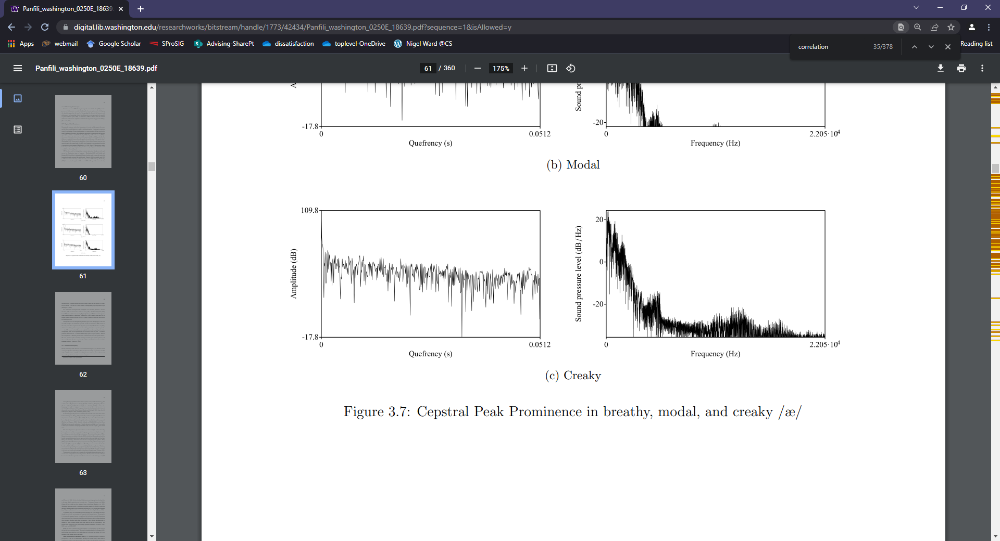 Panfili_washington_0250E_18639.
digital.lib.washington.edu/researchworks/bitstream/handle/1773/42434/Panfili_washington_0250E_18639.pdf?sequence=1&isAllowed=y
Apps webmail Google Scholar SProSIG Advising-SharePt dissatisfaction toplevel-OneDrive Nigel Ward @CS Reading list
correlation 35/378
Panfili_washington_0250E_18639.pdf 61 / 360 175%
A Sound pr
-17.8 -20
0 0.0512 0 2.205·10⁴
Quefrency (s) Frequency (Hz)
(b) Modal
109.8 20
Amplitude (dB) Sound pressure level (dB/Hz)
0
-20
-17.8
0 0.0512 0 2.205·10⁴
Quefrency (s) Frequency (Hz)
(c) Creaky
Figure 3.7: Cepstral Peak Prominence in breathy, modal, and creaky /æ/
60
61
62
63